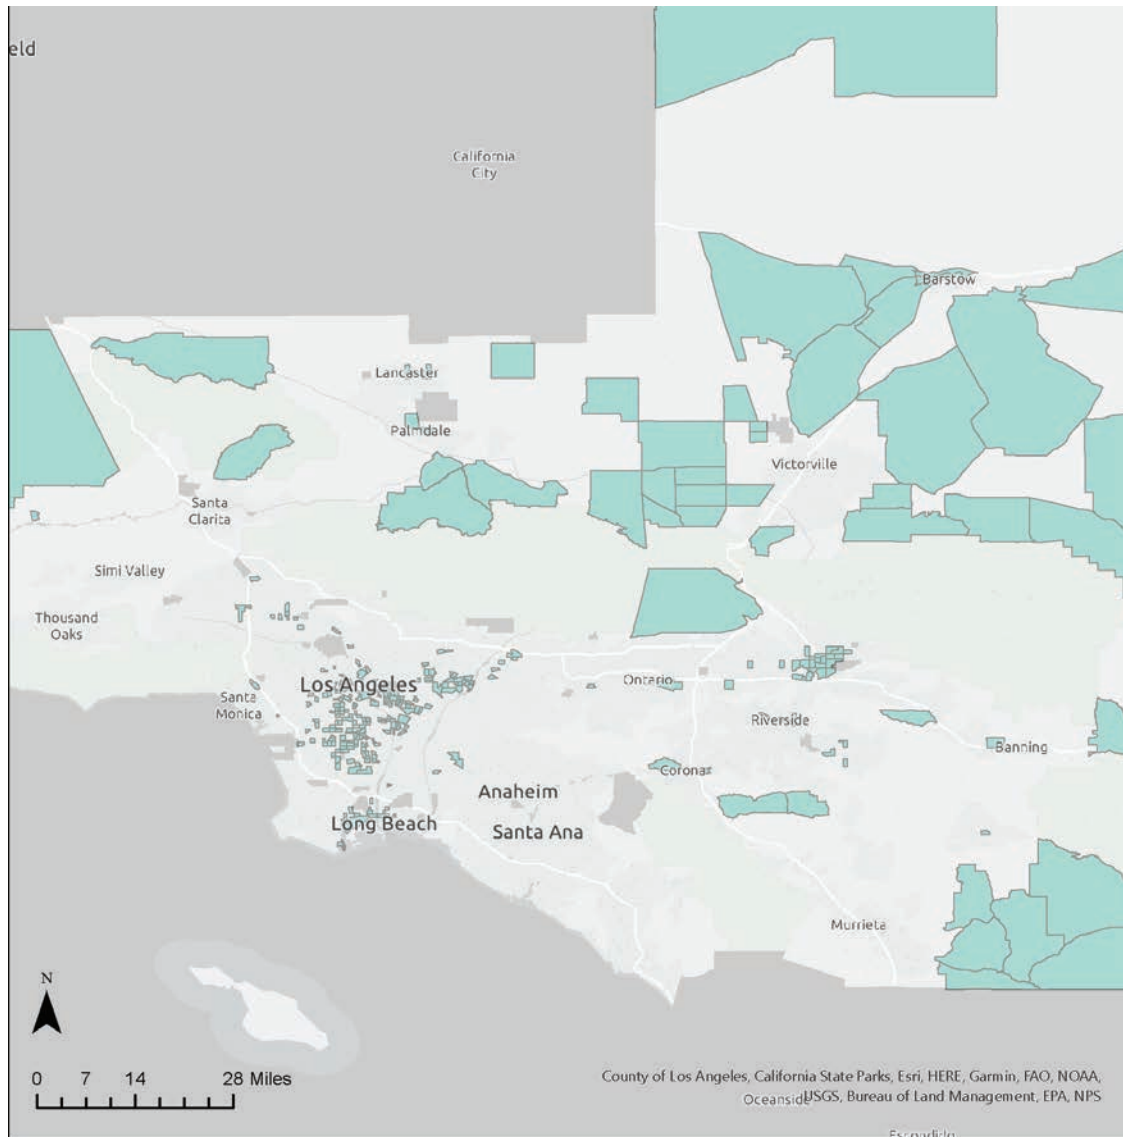 eld
California
City
Barstow
Lancaster
Palmdale
Victorville
Santa
Clarita
Simi Valley
Thousand
Oaks
Los Angeles
Ontario
Santa
Monica
Riverside
Banning
Corona
Anaheim
Long Beach
Santa Ana
Murrieta
N
0 7 14 28 Miles
County of Los Angeles, California State Parks, Esri, HERE, Garmin, FAO, NOAA,
USGS, Bureau of Land Management, EPA, NPS
Oceanside
Escondido